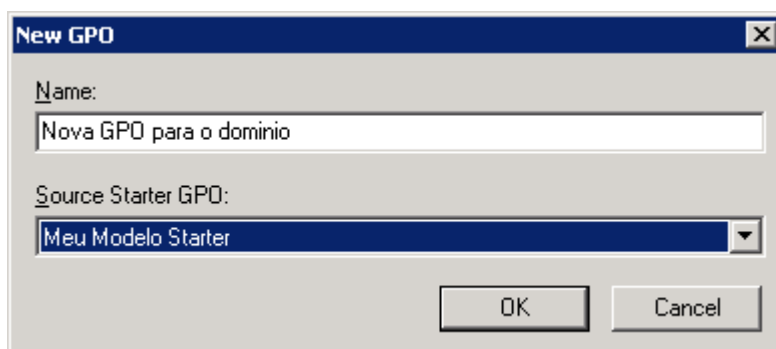 New GPO
Name:
Nova GPO para o dominio
Source Starter GPO:
Meu Modelo Starter
OK Cancel